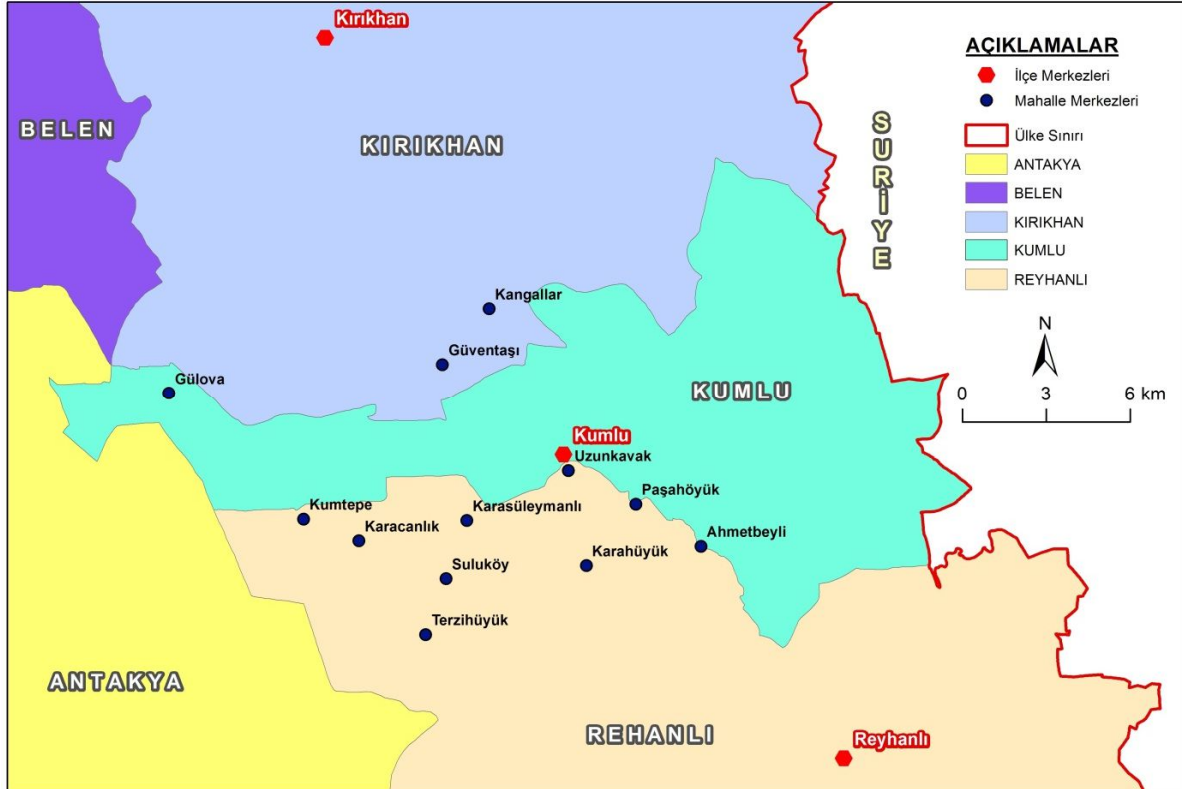 Kırıkhan
BELEN
KIRIKHAN
SURİYE
AÇIKLAMALAR
İlçe Merkezleri
Mahalle Merkezleri
Ülke Sınırı
ANTAKYA
BELEN
KIRIKHAN
KUMLU
REYHANLI
N
0 3 6 km
Kangallar
Güventaşı
Gülova
KUMLU
Kumlu
Uzunkavak
Paşahöyük
Kumtepe
Karasüleymanlı
Karacanlık
Ahmetbeyli
Karahüyük
Suluköy
Terzihüyük
ANTAKYA
REHANLI
Reyhanlı